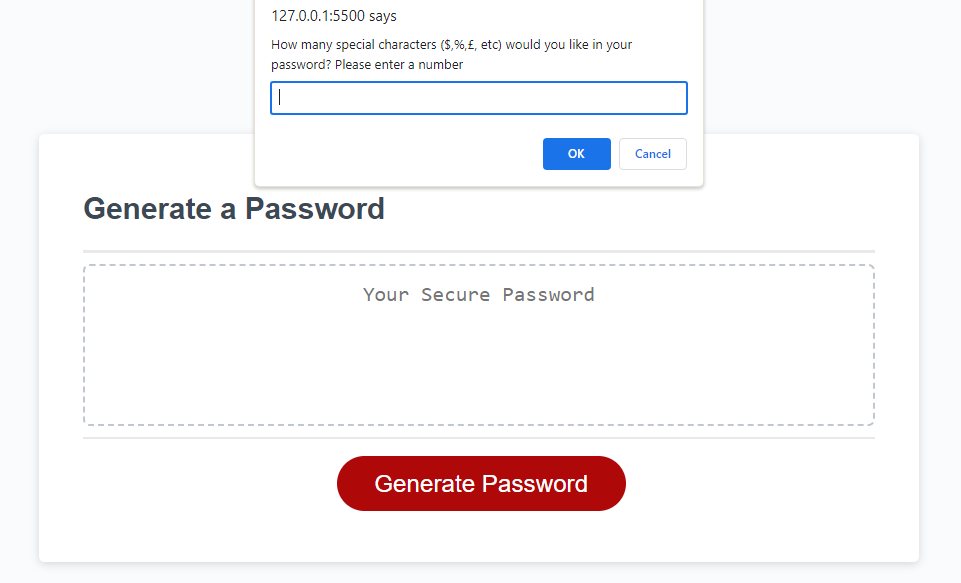 127.0.0.1:5500 says
How many special characters ($,%,£, etc) would you like in your
password? Please enter a number
OK
Cancel
Generate a Password
Your Secure Password
Generate Password